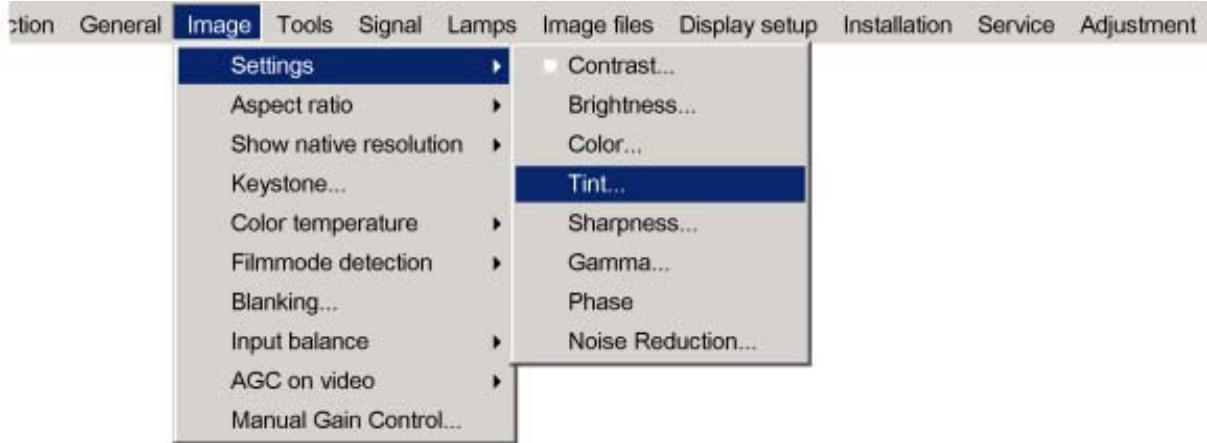 ction General Image Tools Signal Lamps Image files Display setup Installation Service Adjustment
Settings
Aspect ratio
Show native resolution
Keystone...
Color temperature
Filmmode detection
Blanking...
Input balance
AGC on video
Manual Gain Control...
Contrast...
Brightness...
Color...
Tint...
Sharpness...
Gamma...
Phase
Noise Reduction...